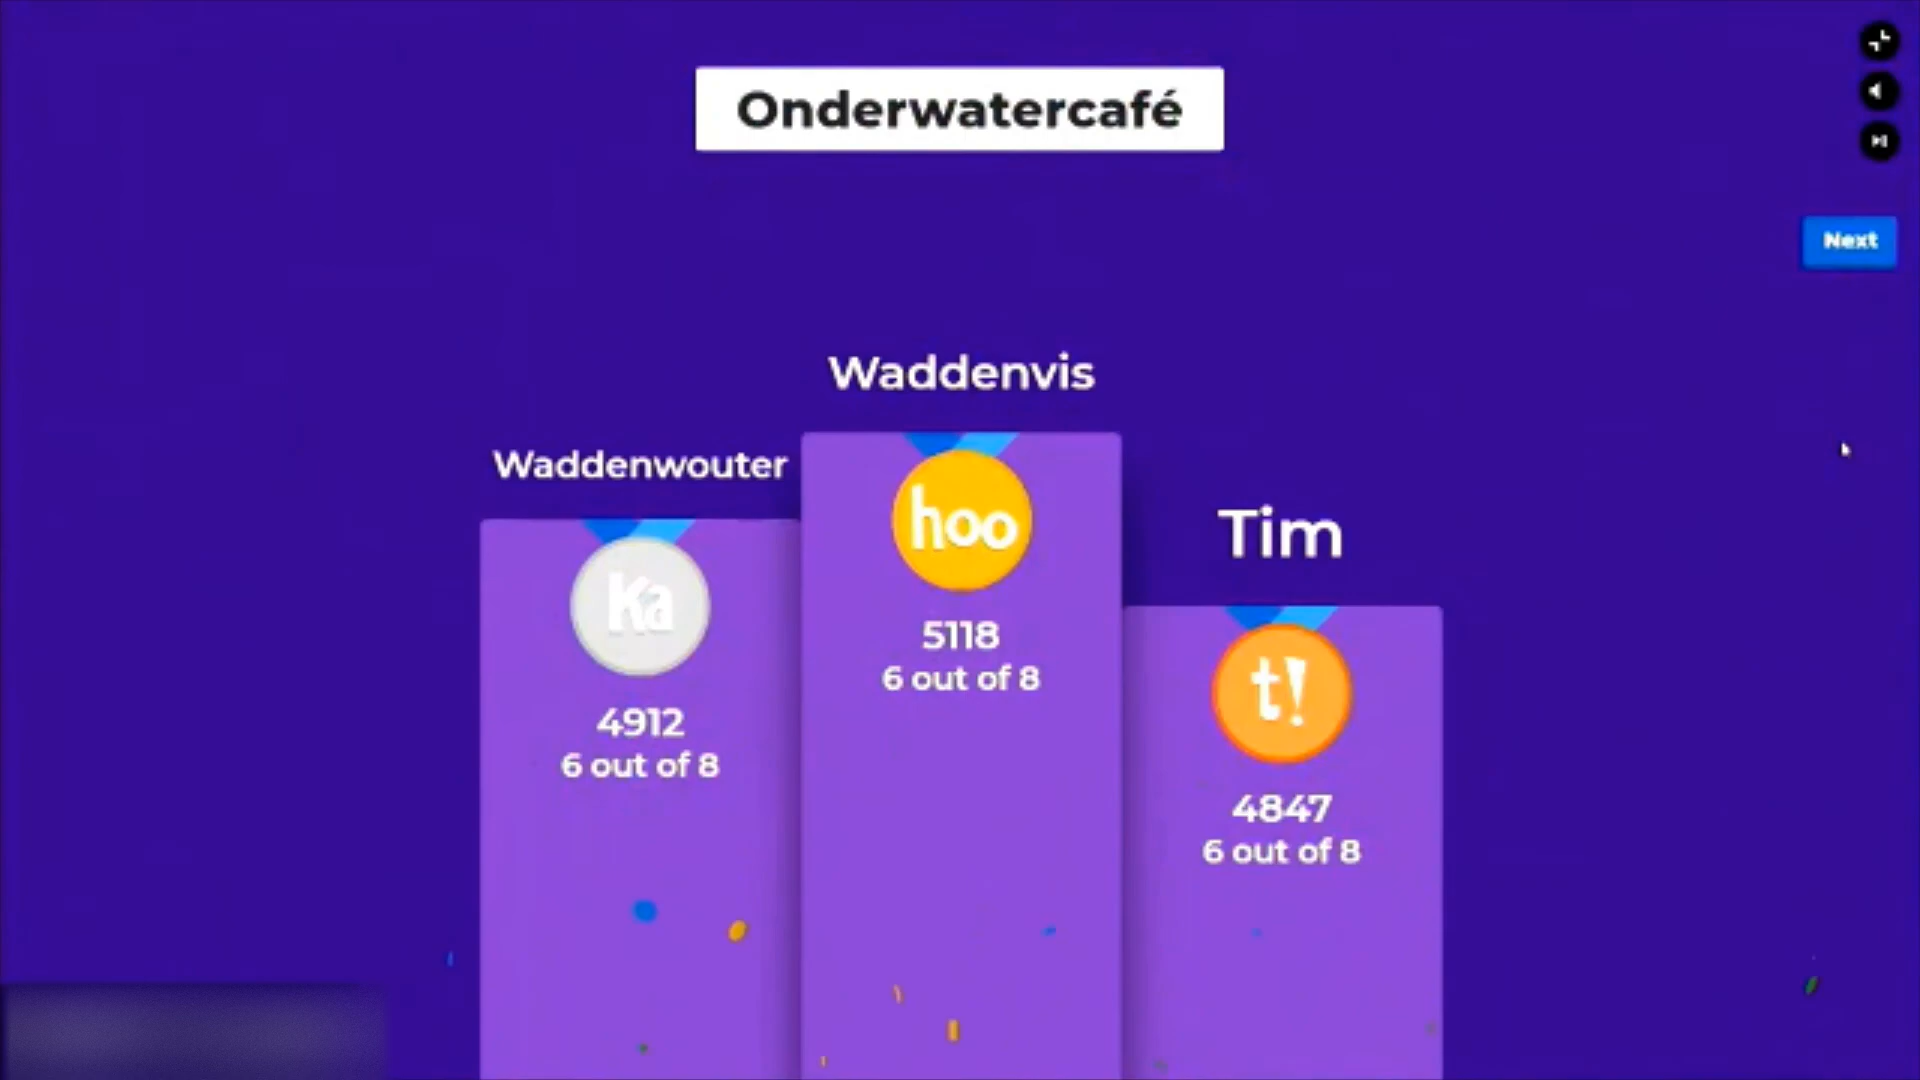 Onderwatercafé
Next
Waddenvis
Waddenwouter
Tim
hoo
5118
6 out of 8
Ka
4912
6 out of 8
t!
4847
6 out of 8